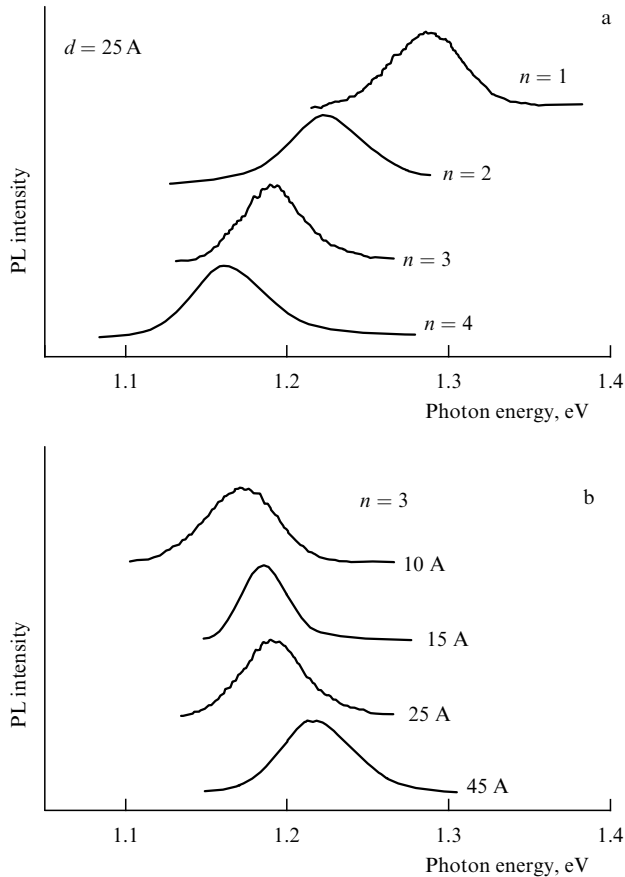 a
d = 25 A
n = 1
n = 2
n = 3
n = 4
PL intensity
1.1 1.2 1.3 1.4
Photon energy, eV
b
n = 3
10 A
15 A
25 A
45 A
PL intensity
1.1 1.2 1.3 1.4
Photon energy, eV